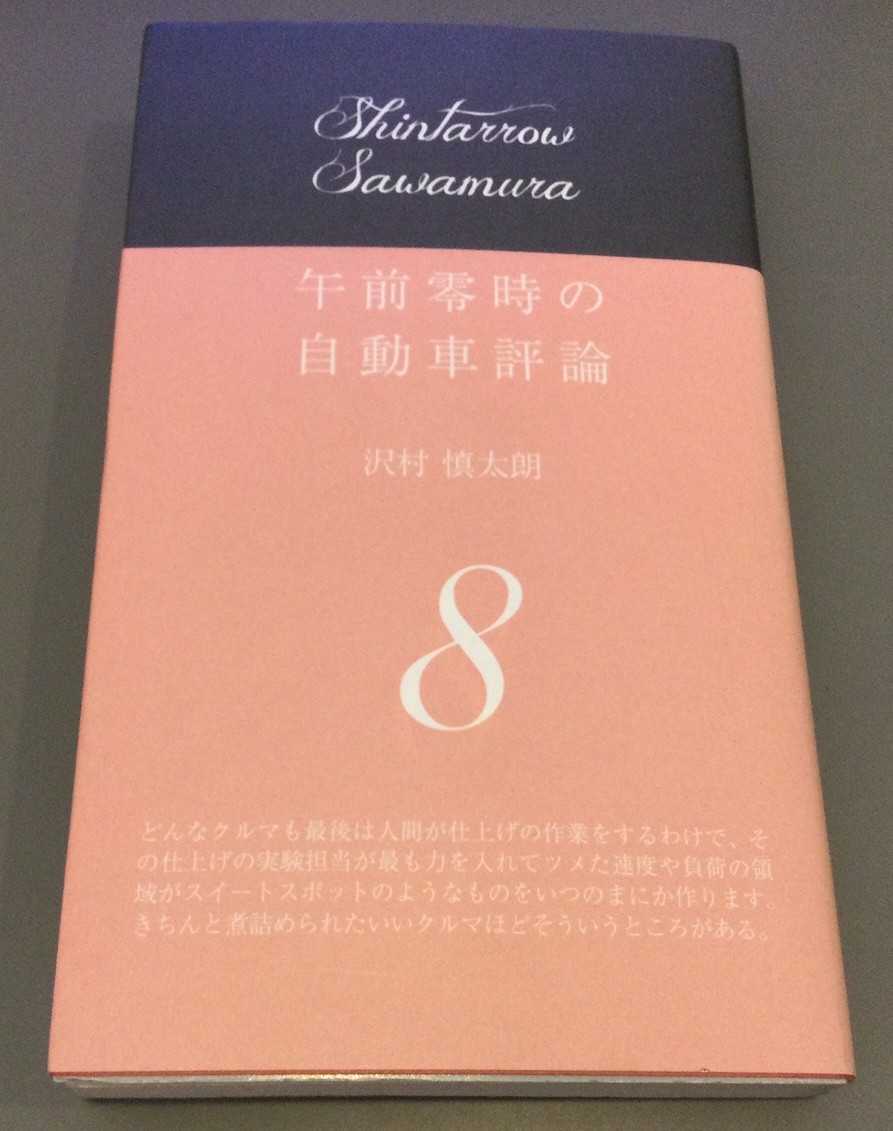 Shintarrow
Sawamura
午前零時の
自動車評論
沢村 慎太朗
8
どんなクルマも最後は人間が仕上げの作業をするわけで、そ
の仕上げの実験担当が最も力を入れてツメた速度や負荷の領
域がスイートスポットのようなものをいつのまにか作ります。
きちんと煮詰められたいいクルマほどそういうところがある。